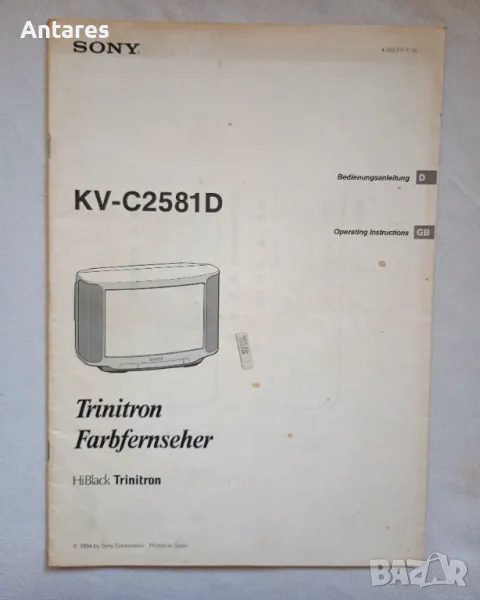 Antares
SONY
Bedienungsanleitung D
KV-C2581D
Operating Instructions GB
Trinitron
Farbfernseher
HiBlack Trinitron
© 1994 by Sony Corporation Printed in Spain
BAZAR